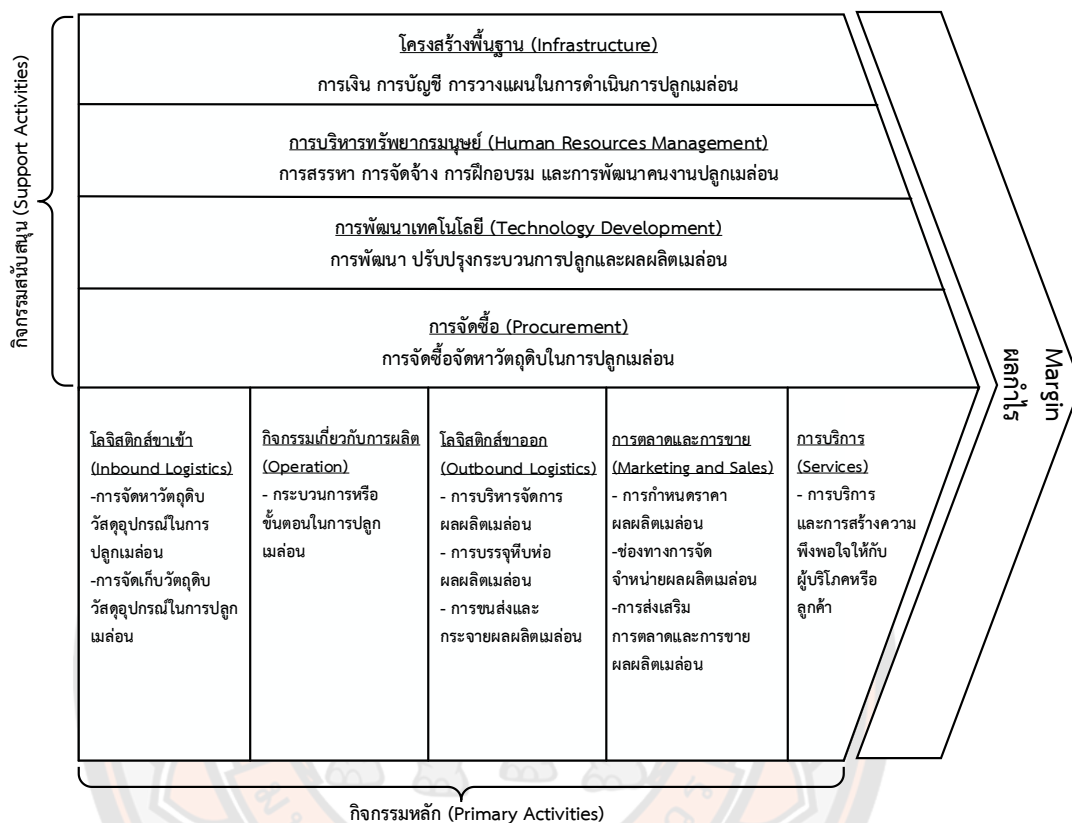 กิจกรรมสนับสนุน (Support Activities)
โครงสร้างพื้นฐาน (Infrastructure)
การเงิน การบัญชี การวางแผนในการดำเนินการปลูกเมล่อน
การบริหารทรัพยากรมนุษย์ (Human Resources Management)
การสรรหา การจัดจ้าง การฝึกอบรม และการพัฒนาคนงานปลูกเมล่อน
การพัฒนาเทคโนโลยี (Technology Development)
การพัฒนา ปรับปรุงกระบวนการปลูกและผลผลิตเมล่อน
การจัดซื้อ (Procurement)
การจัดซื้อจัดหาวัตถุดิบในการปลูกเมล่อน
โลจิสติกส์ขาเข้า
(Inbound Logistics)
-การจัดหาวัตถุดิบ
วัสดุอุปกรณ์ในการ
ปลูกเมล่อน
-การจัดเก็บวัตถุดิบ
วัสดุอุปกรณ์ในการปลูก
เมล่อน
กิจกรรมเกี่ยวกับการผลิต
(Operation)
- กระบวนการหรือ
ขั้นตอนในการปลูก
เมล่อน
โลจิสติกส์ขาออก
(Outbound Logistics)
- การบริหารจัดการ
ผลผลิตเมล่อน
- การบรรจุหีบห่อ
ผลผลิตเมล่อน
- การขนส่งและ
กระจายผลผลิตเมล่อน
การตลาดและการขาย
(Marketing and Sales)
- การกำหนดราคา
ผลผลิตเมล่อน
-ช่องทางการจัด
จำหน่ายผลผลิตเมล่อน
-การส่งเสริม
การตลาดและการขาย
ผลผลิตเมล่อน
การบริการ
(Services)
- การบริการ
และการสร้างความ
พึงพอใจให้กับ
ผู้บริโภคหรือ
ลูกค้า
Margin
ผลกำไร
กิจกรรมหลัก (Primary Activities)